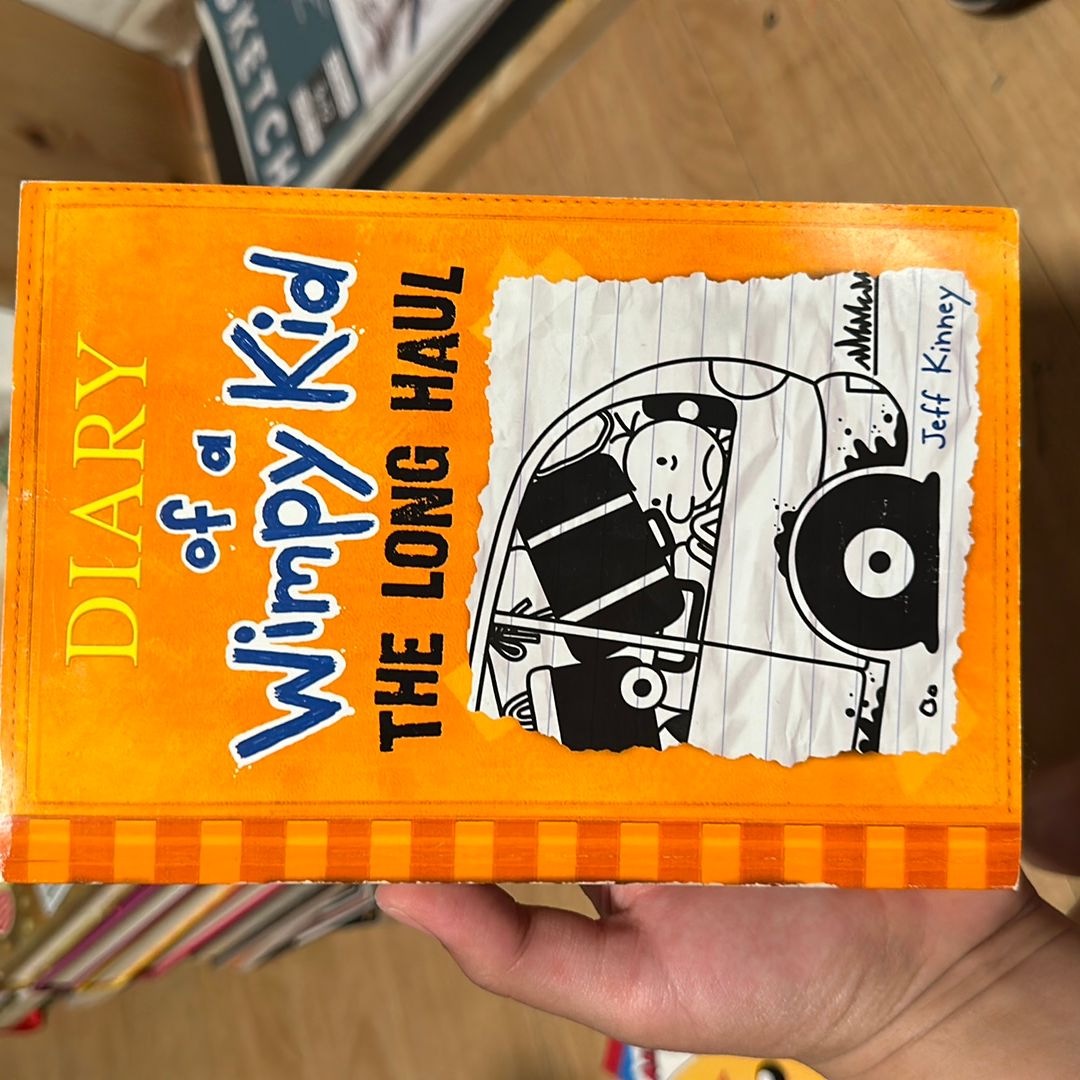 DIARY
of a
Wimpy Kid
THE LONG HAUL
Jeff Kinney
SKETCH